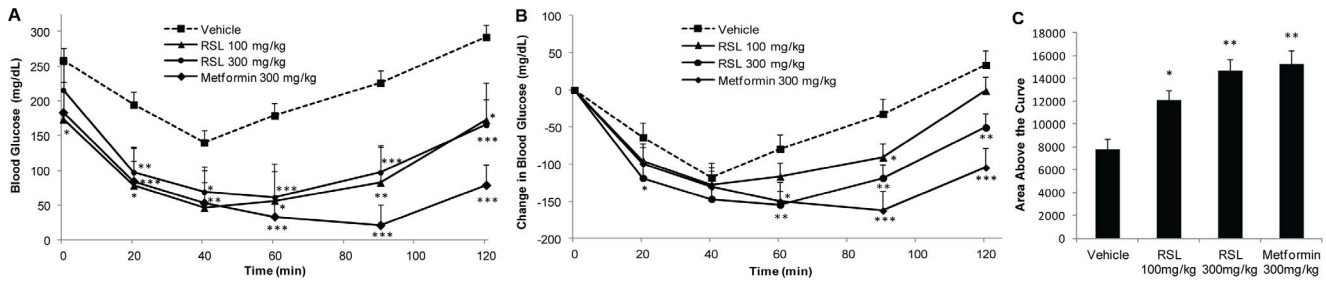 A
Blood Glucose (mg/dL)
300
250
200
150
100
50
0
Vehicle
RSL 100 mg/kg
RSL 300 mg/kg
Metformin 300 mg/kg
*
**
***
*
*
**
***
*
***
***
**
***
*
***
***
0 20 40 60 80 100 120
Time (min)
B
Change in Blood Glucose (mg/dL)
100
50
0
-50
-100
-150
-200
Vehicle
RSL 100 mg/kg
RSL 300 mg/kg
Metformin 300 mg/kg
*
*
**
*
**
***
**
***
0 20 40 60 80 100 120
Time (min)
C
Area Above the Curve
18000
16000
14000
12000
10000
8000
6000
4000
2000
0
*
**
**
Vehicle
RSL
100mg/kg
RSL
300mg/kg
Metformin
300mg/kg